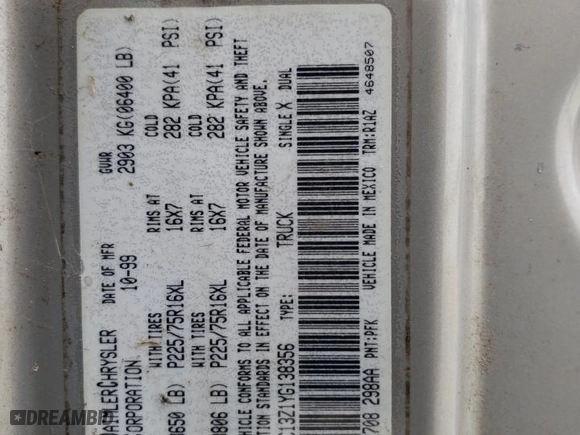 DAIMLERCHRYSLER
CORPORATION
DATE OF MFR
10-99
GVWR
2903 KG(06400 LB)
WITH TIRES
RIMS AT
COLD
650 LB) P225/75R16XL 16X7 282 KPA(41 PSI)
WITH TIRES
RIMS AT
COLD
806 LB) P225/75R16XL 16X7 282 KPA(41 PSI)
VEHICLE CONFORMS TO ALL APPLICABLE FEDERAL MOTOR VEHICLE SAFETY AND THEFT
STANDARDS IN EFFECT ON THE DATE OF MANUFACTURE SHOWN ABOVE.
C13Z1YG138356 TYPE: TRUCK SINGLE X DUAL
708 298AA PNT:PFK VEHICLE MADE IN MEXICO TRM:R1AZ
4648507
DREAMBID.COM